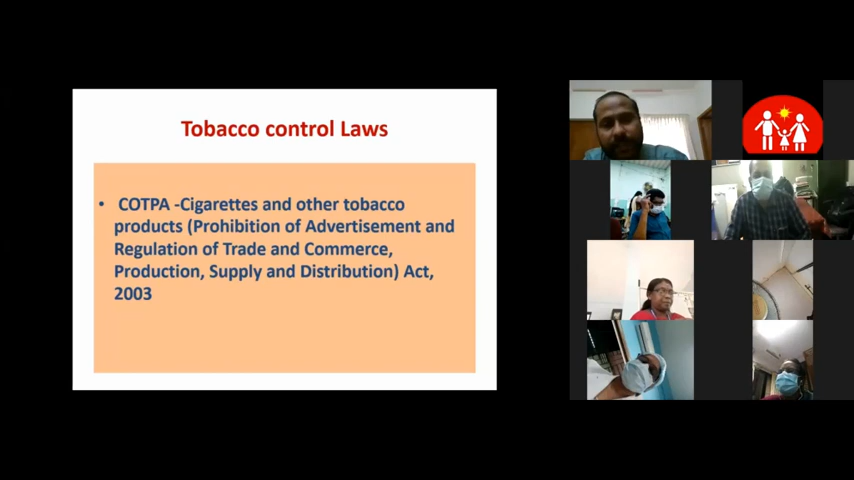 Tobacco control Laws
• COTPA -Cigarettes and other tobacco
products (Prohibition of Advertisement and
Regulation of Trade and Commerce,
Production, Supply and Distribution) Act,
2003